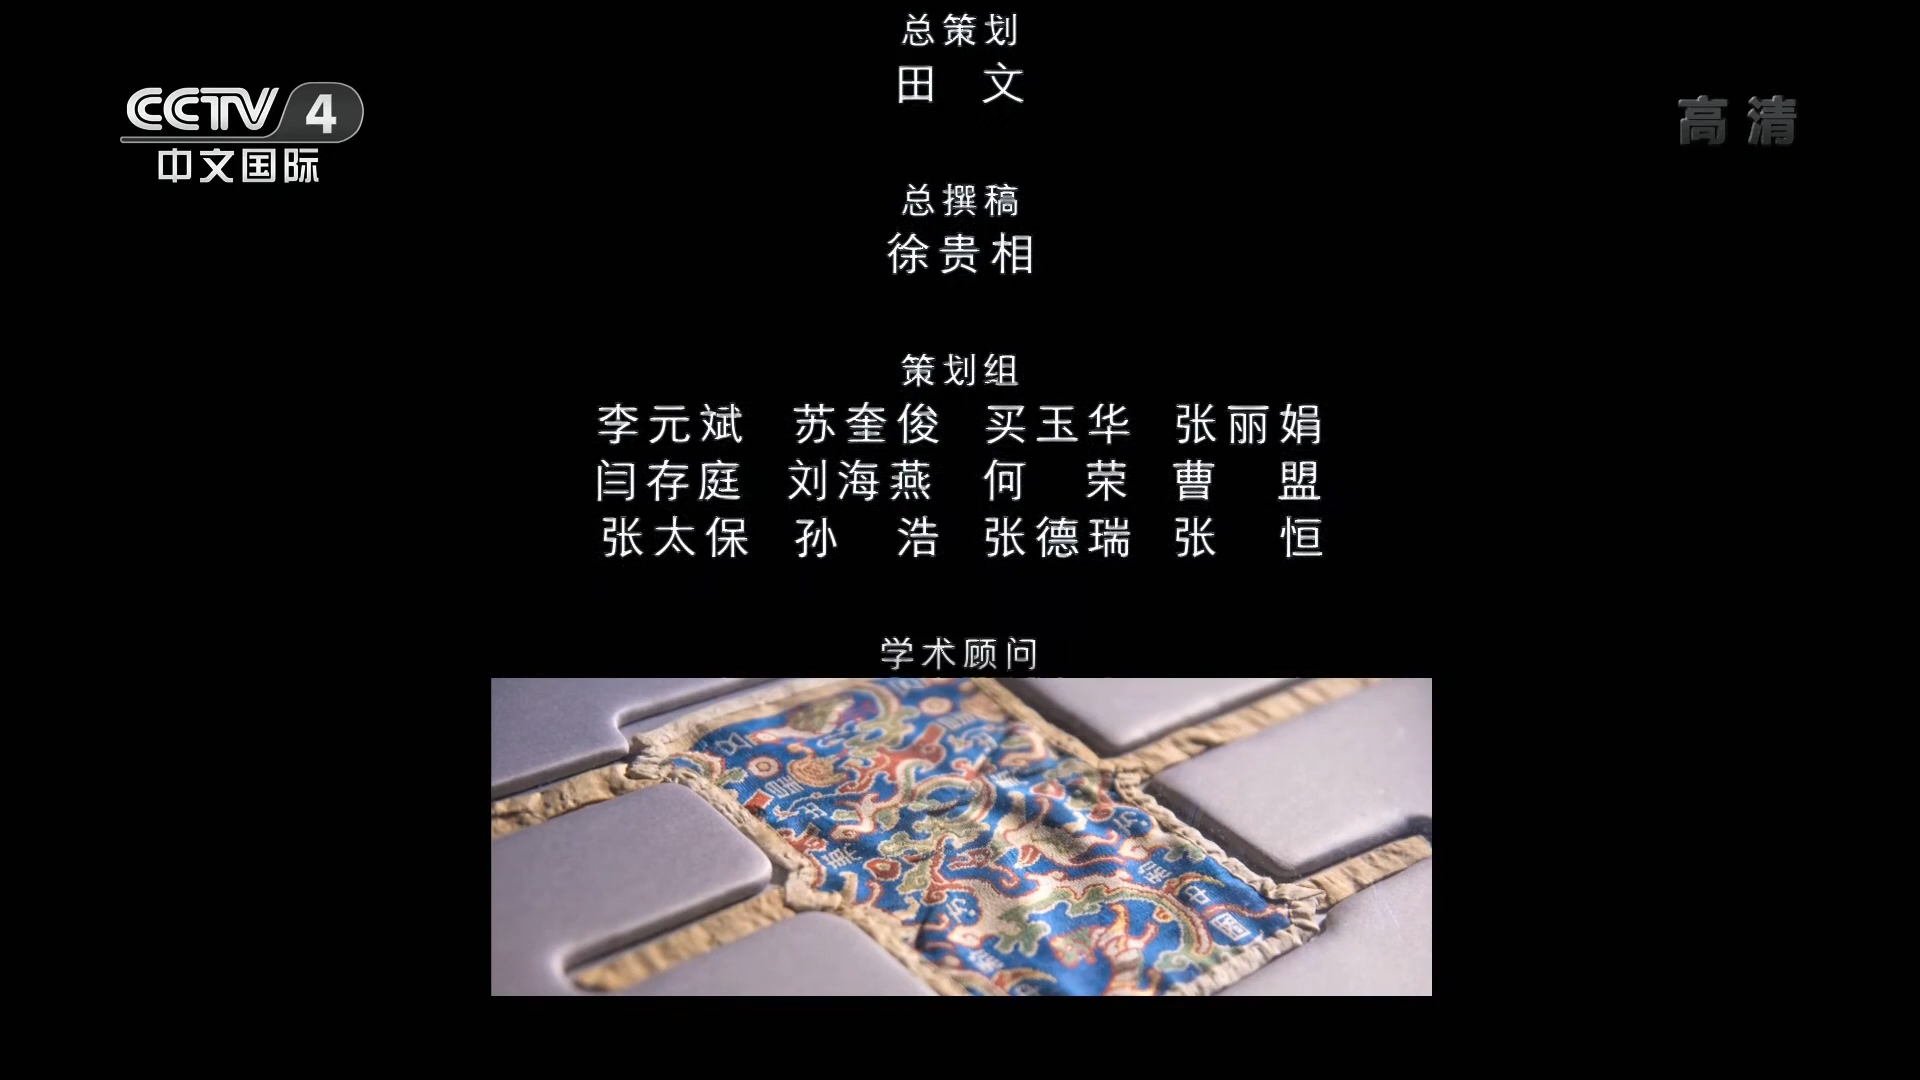 总策划
田 文
CCTV 4
中文国际
高清
总撰稿
徐贵相
策划组
李元斌 苏奎俊 买玉华 张丽娟
闫存庭 刘海燕 何 荣 曹 盟
张太保 孙 浩 张德瑞 张 恒
学术顾问
中国